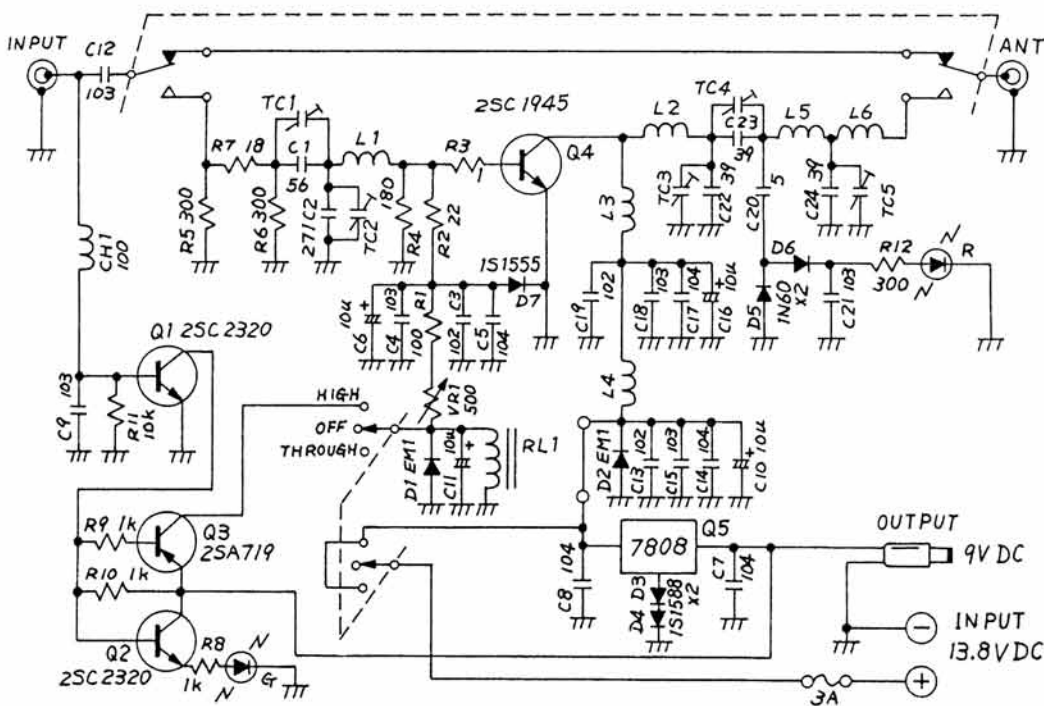 INPUT
C12
103
ANT
TC1
R7 18
C1
56
L1
R3
1
2SC1945
Q4
L2
TC4
C23
39
L5
L6
R5 300
R6 300
271 C2
TC2
180
R4
R2 22
L3
TC3
C22 39
C20 5
C24 39
TC5
CH1
100
1S1555
D7
D6
D5
1N60
x2
C21 103
R12
300
R
10u
C6
103
C4
R1
100
C3
102
C5
104
C19
102
C18 103
C17 104
C16 10u
L4
Q1 2SC2320
103
C9
R11
10k
HIGH
OFF
THROUGH
VR1
500
D1 EM1
10u
C11
RL1
D2 EM1
C13 102
C15 103
C14 104
C10 10u
R9 1k
Q3
2SA719
R10 1k
Q2
2SC2320
R8
1k
G
104
C8
7808
Q5
D3
D4
1S1588
x2
C7
104
OUTPUT
9V DC
INPUT
13.8V DC
−
+
3A